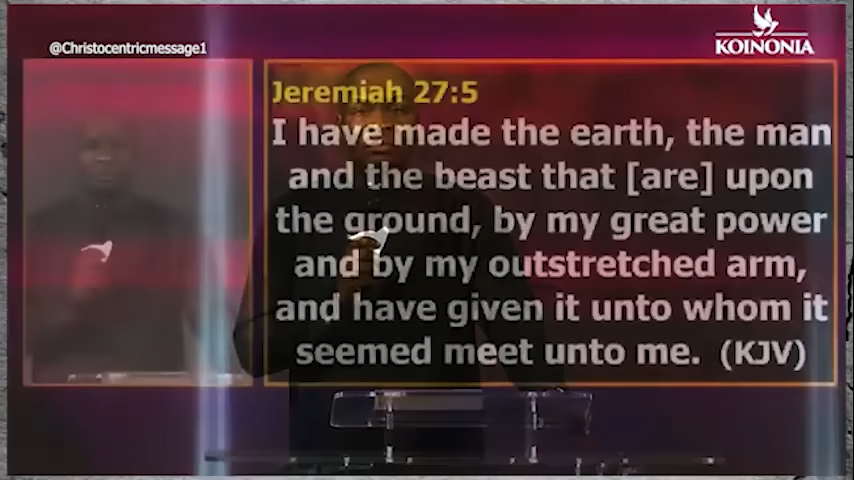 @Christocentricmessage1
KOINONIA
Jeremiah 27:5
I have made the earth, the man
and the beast that [are] upon
the ground, by my great power
and by my outstretched arm,
and have given it unto whom it
seemed meet unto me. (KJV)